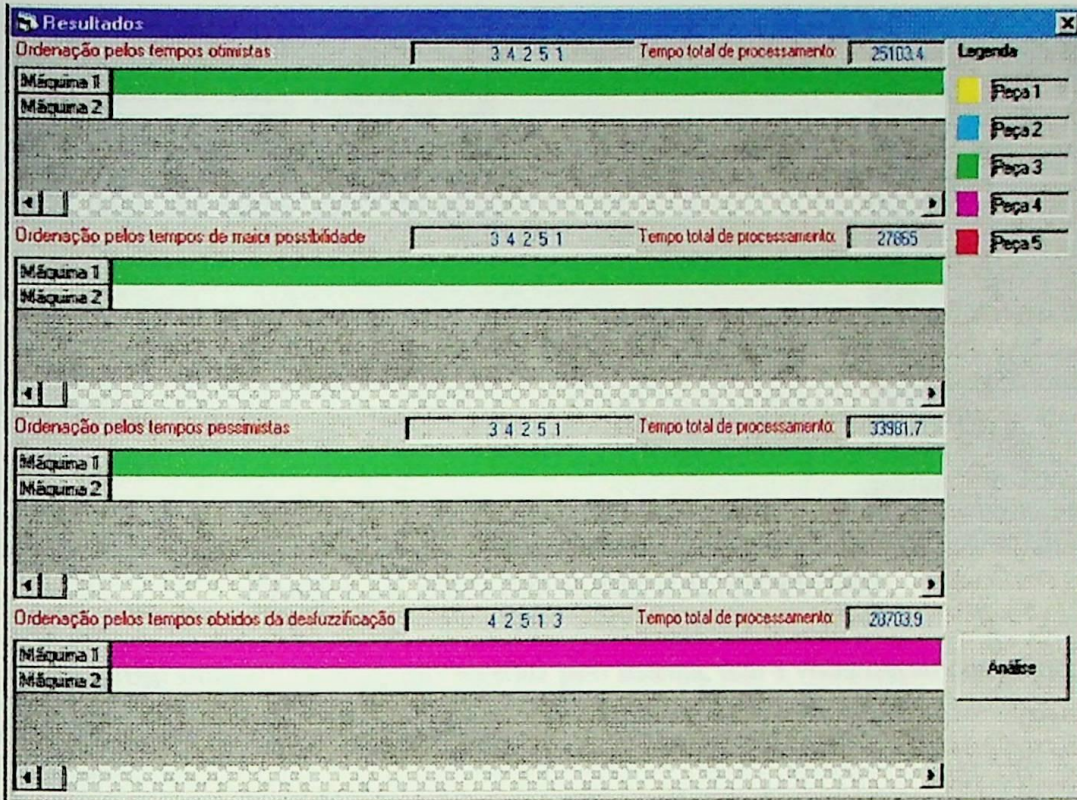 Resultados
Ordenação pelos tempos otimistas 3 4 2 5 1 Tempo total de processamento: 25103.4
Máquina 1
Máquina 2
Ordenação pelos tempos de maior possibilidade 3 4 2 5 1 Tempo total de processamento: 27865
Máquina 1
Máquina 2
Ordenação pelos tempos pessimistas 3 4 2 5 1 Tempo total de processamento: 33981.7
Máquina 1
Máquina 2
Ordenação pelos tempos obtidos da desfuzzificação 4 2 5 1 3 Tempo total de processamento: 28703.9
Máquina 1
Máquina 2
Legenda
Peça 1
Peça 2
Peça 3
Peça 4
Peça 5
Análise